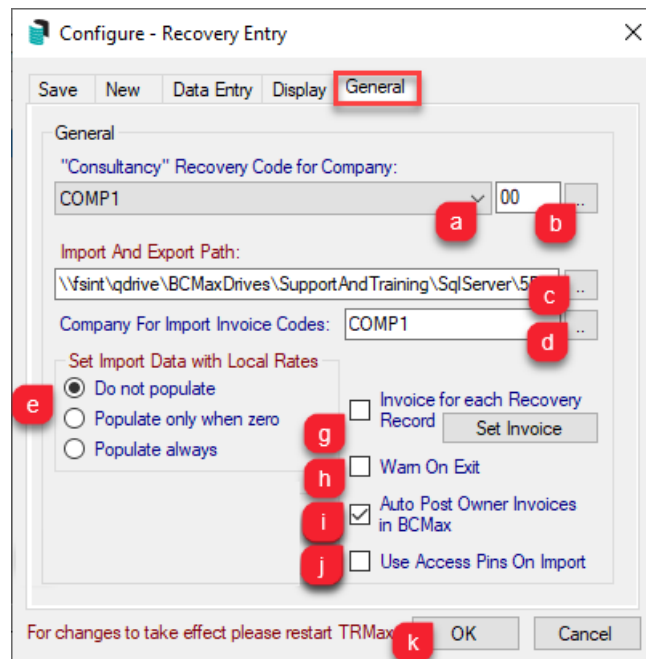 Configure - Recovery Entry
Save New Data Entry Display General
General
"Consultancy" Recovery Code for Company:
COMP1 00 ..
a b
Import And Export Path:
\\fsint\qdrive\BCMaxDrives\SupportAndTraining\SqlServer\ ..
c
Company For Import Invoice Codes: COMP1 ..
d
Set Import Data with Local Rates
e Do not populate
Populate only when zero
Populate always
Invoice for each Recovery
Record Set Invoice
g
Warn On Exit
h
Auto Post Owner Invoices
in BCMax
i
Use Access Pins On Import
j
For changes to take effect please restart TRMax k OK Cancel